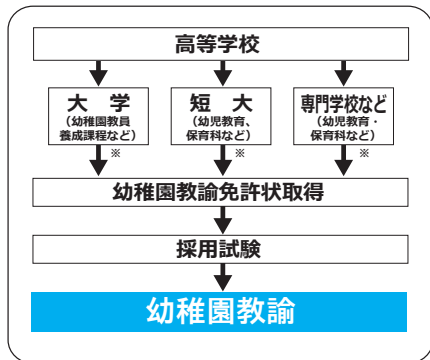 高等学校
大学
(幼稚園教員
養成課程など)
短大
(幼児教育、
保育科など)
専門学校など
(幼児教育・
保育科など)
※
※
※
幼稚園教諭免許状取得
採用試験
幼稚園教諭